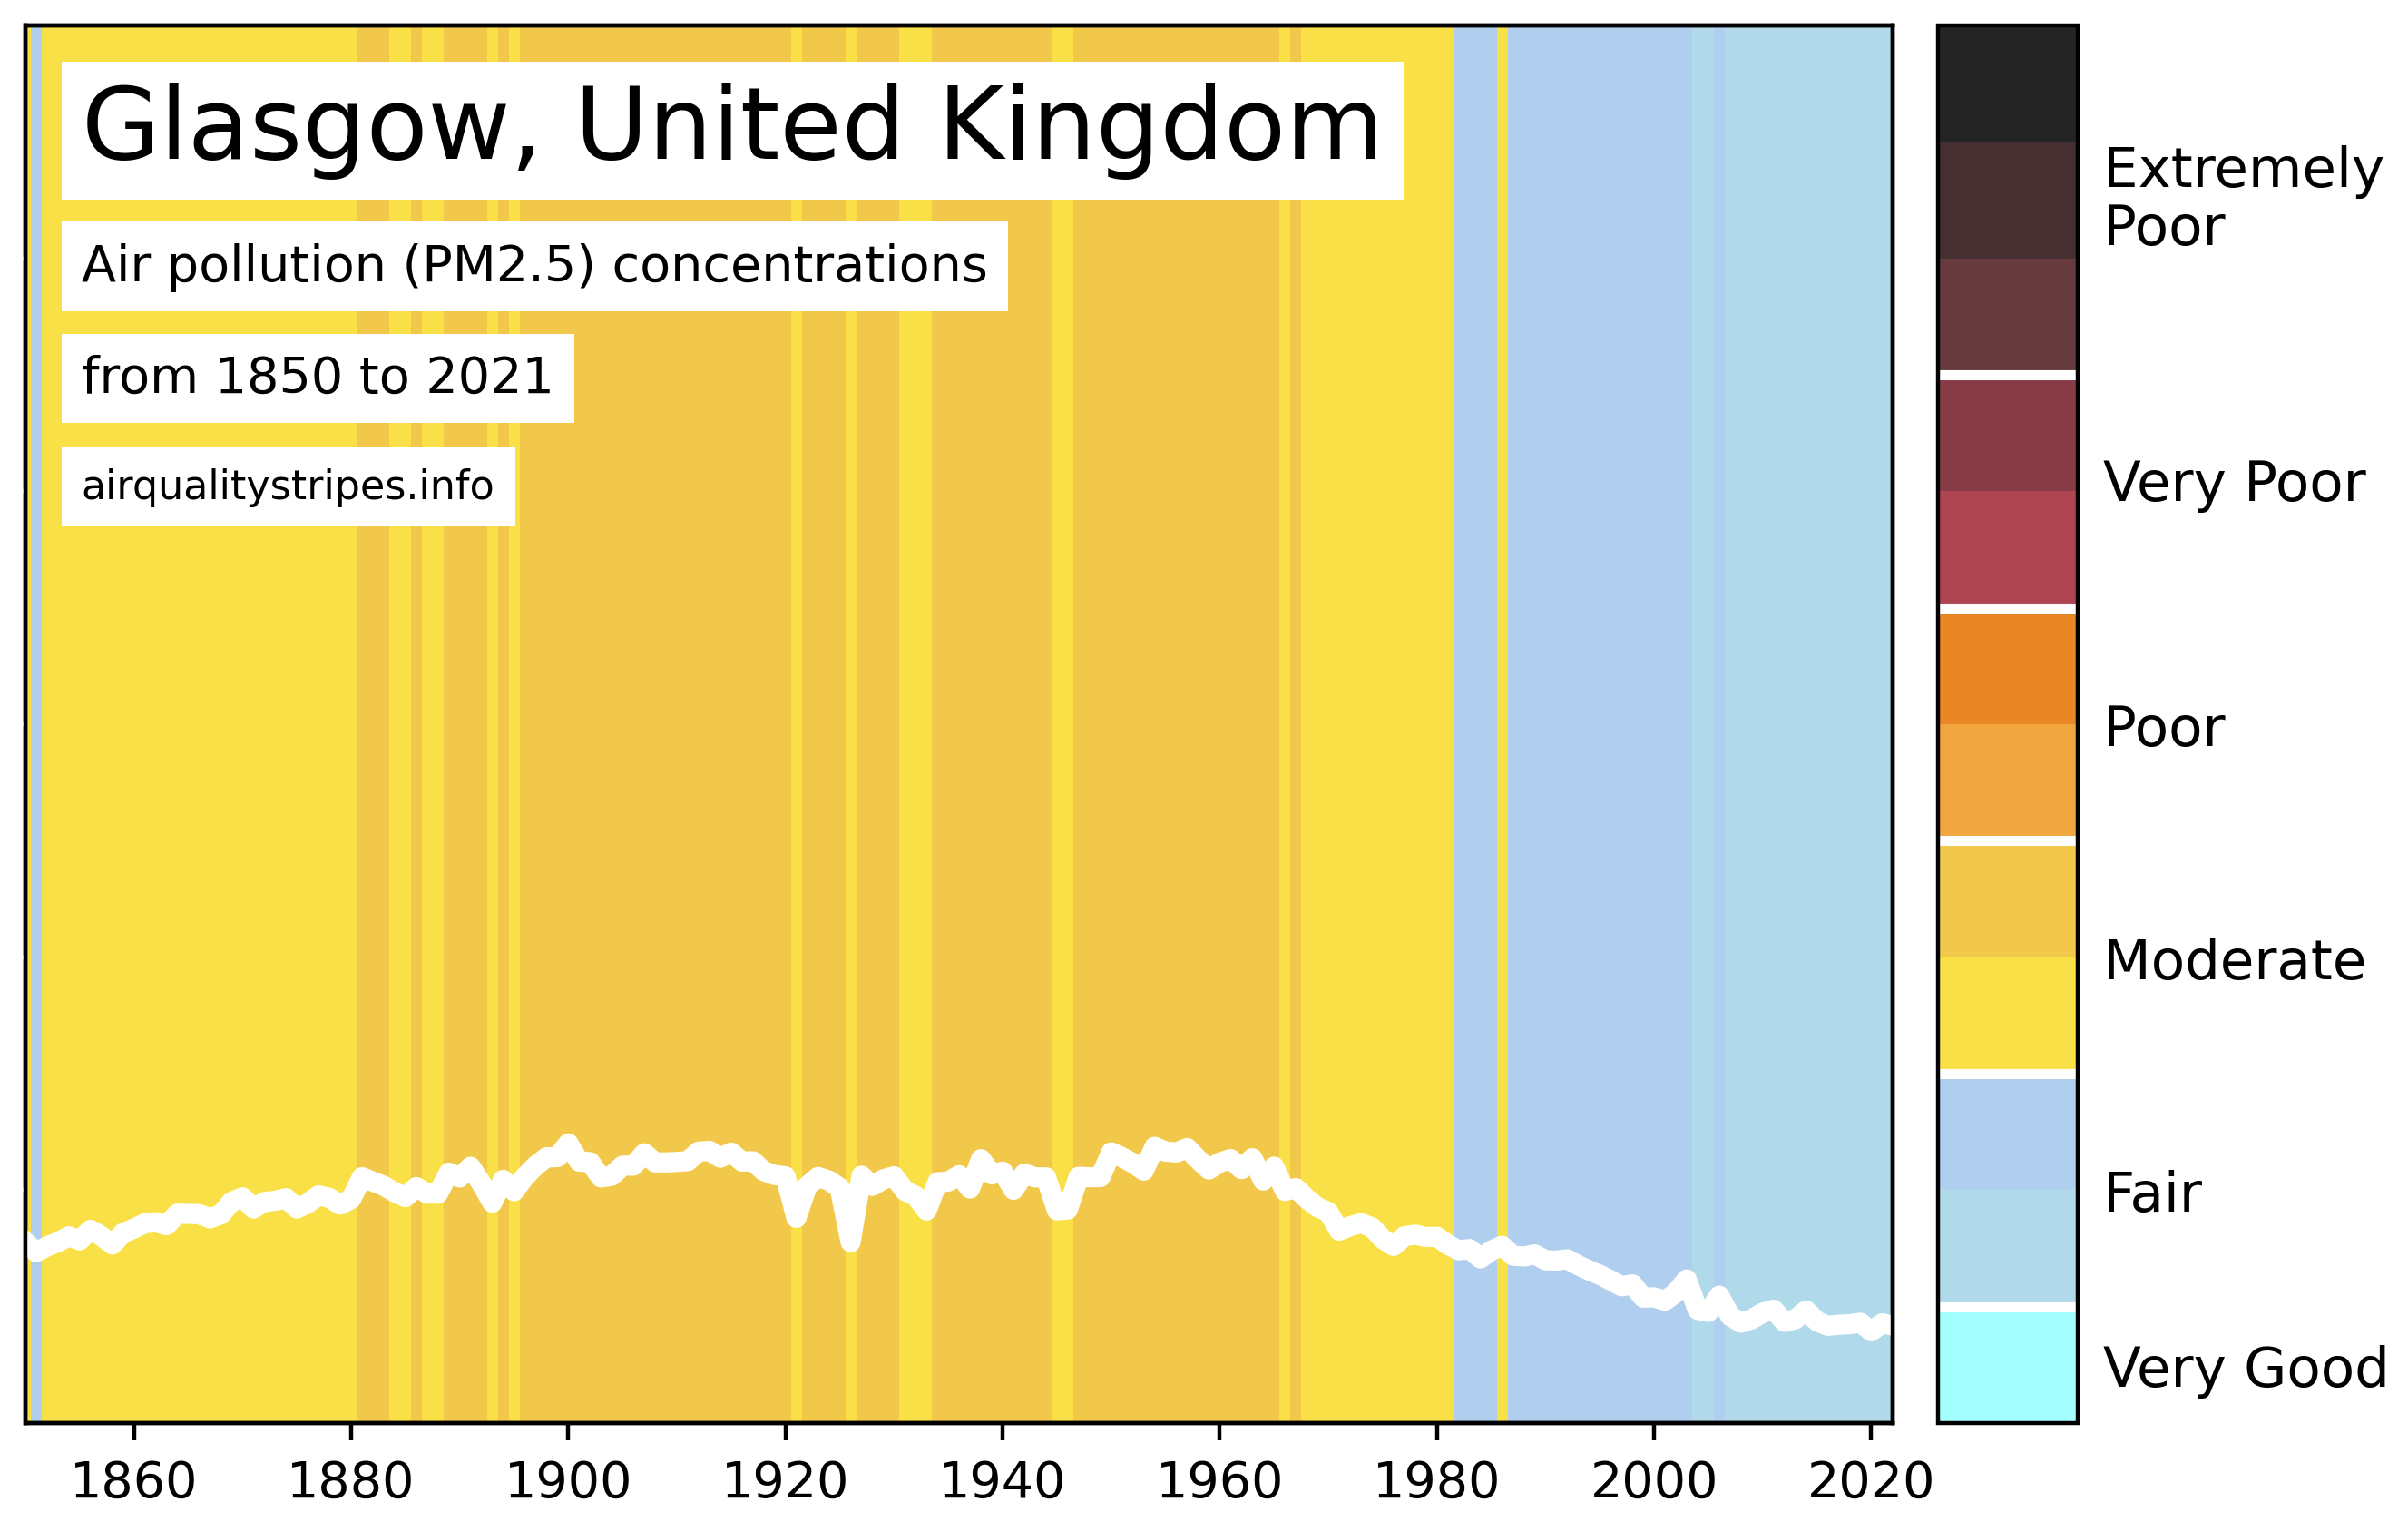 Glasgow, United Kingdom
Air pollution (PM2.5) concentrations
from 1850 to 2021
airqualitystripes.info
Extremely
Poor
Very Poor
Poor
Moderate
Fair
Very Good
1860 1880 1900 1920 1940 1960 1980 2000 2020